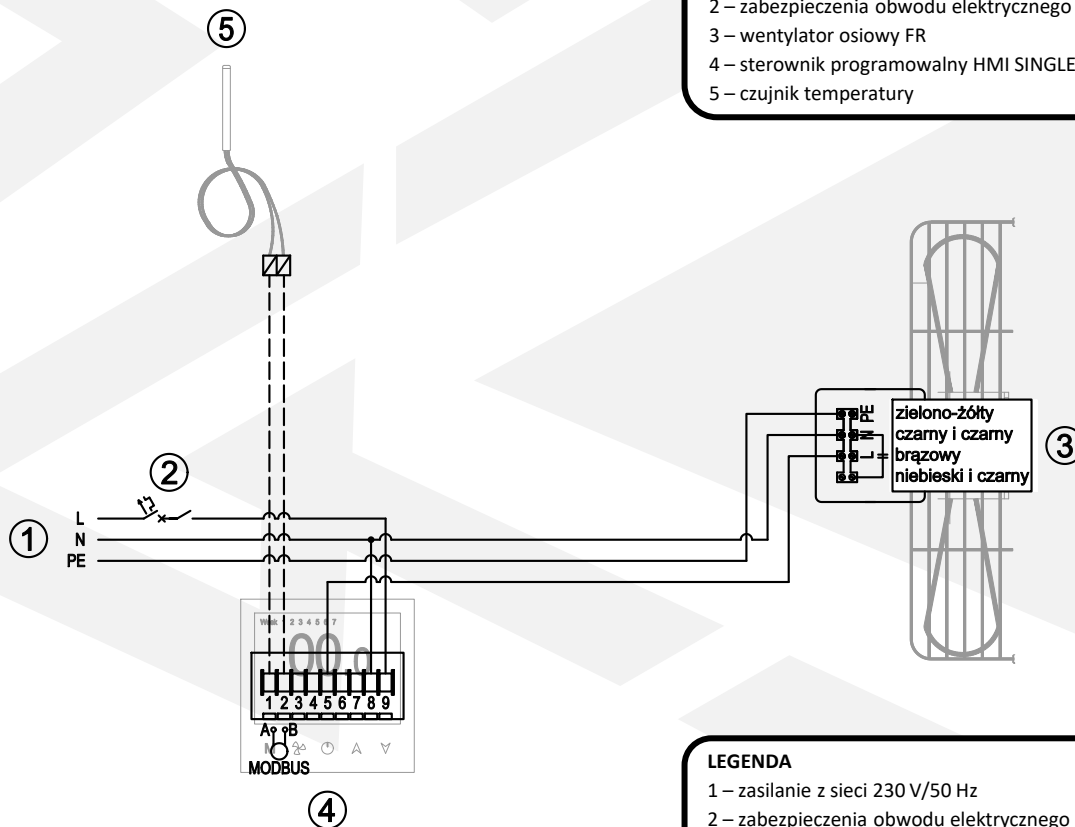 2 – zabezpieczenia obwodu elektrycznego
3 – wentylator osiowy FR
4 – sterownik programowalny HMI SINGLE
5 – czujnik temperatury
5
PE
N
L
zielono-żółty
czarny i czarny
brązowy
niebieski i czarny
3
2
1
L
N
PE
Week 1 2 3 4 5 6 7
00.0
1 2 3 4 5 6 7 8 9
A B
M
MODBUS
4
LEGENDA
1 – zasilanie z sieci 230 V/50 Hz
2 – zabezpieczenia obwodu elektrycznego